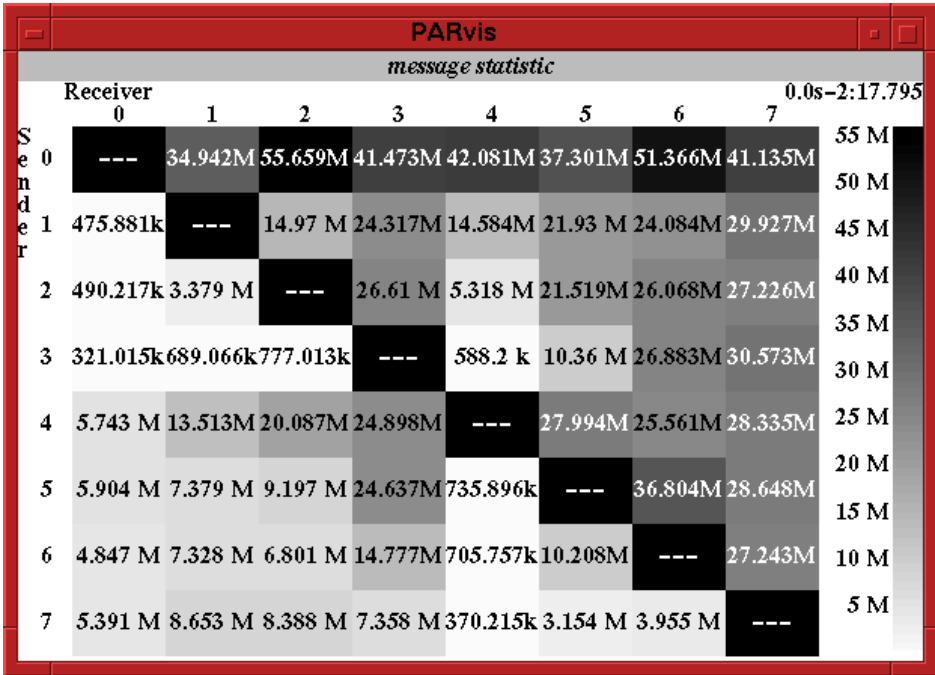 PARvis
message statistic
Receiver 0.0s-2:17.795
0 1 2 3 4 5 6 7
Sender
0 --- 34.942M 55.659M 41.473M 42.081M 37.301M 51.366M 41.135M
1 475.881k --- 14.97 M 24.317M 14.584M 21.93 M 24.084M 29.927M
2 490.217k 3.379 M --- 26.61 M 5.318 M 21.519M 26.068M 27.226M
3 321.015k 689.066k 777.013k --- 588.2 k 10.36 M 26.883M 30.573M
4 5.743 M 13.513M 20.087M 24.898M --- 27.994M 25.561M 28.335M
5 5.904 M 7.379 M 9.197 M 24.637M 735.896k --- 36.804M 28.648M
6 4.847 M 7.328 M 6.801 M 14.777M 705.757k 10.208M --- 27.243M
7 5.391 M 8.653 M 8.388 M 7.358 M 370.215k 3.154 M 3.955 M ---
55 M
50 M
45 M
40 M
35 M
30 M
25 M
20 M
15 M
10 M
5 M